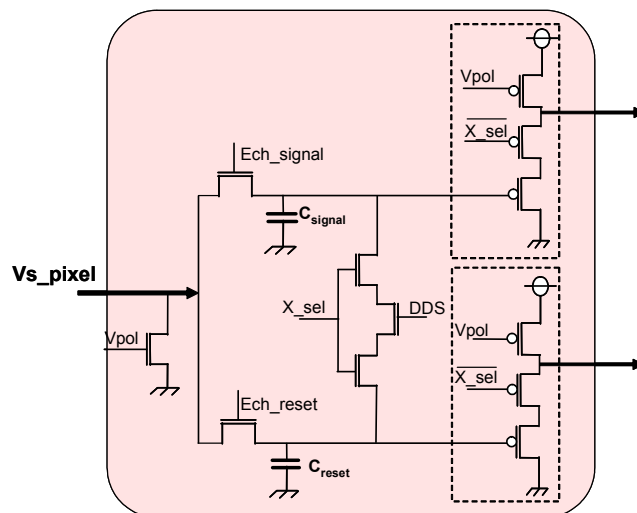 Vpol
X_sel
Ech_signal
C_signal
Vs_pixel
X_sel
DDS
Vpol
Vpol
X_sel
Ech_reset
C_reset